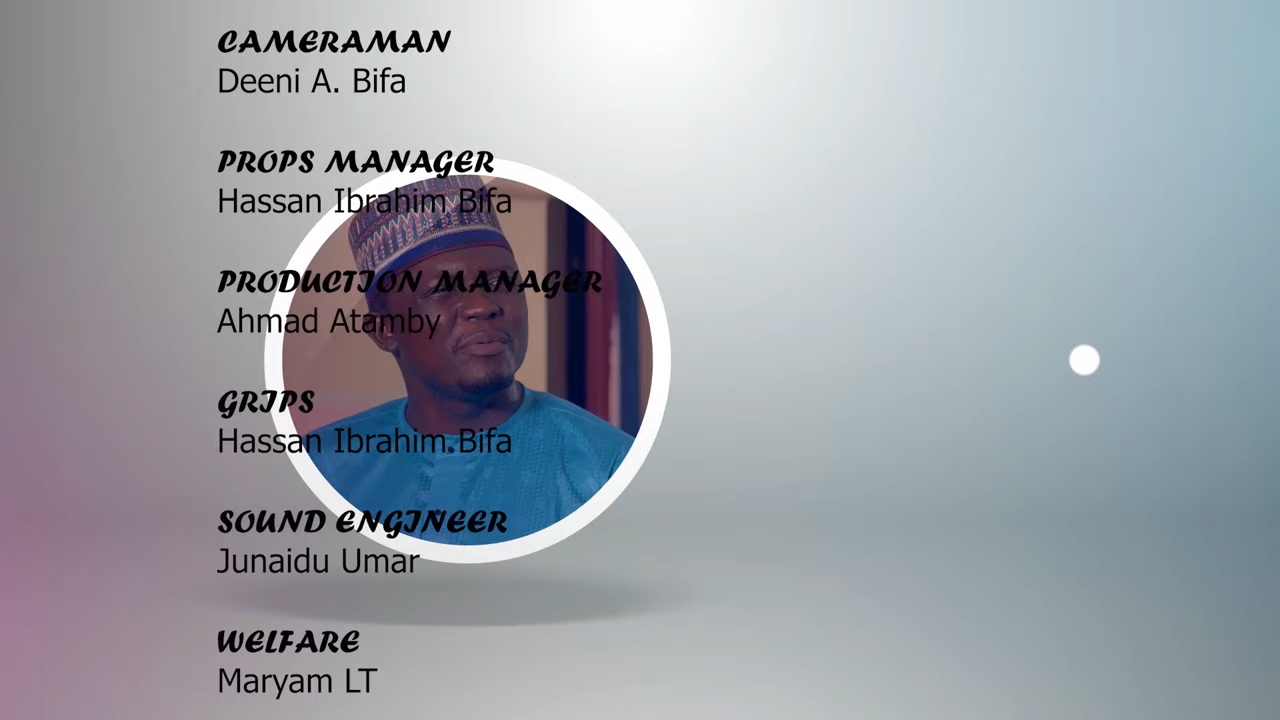 CAMERAMAN
Deeni A. Bifa
PROPS MANAGER
Hassan Ibrahim Bifa
PRODUCTION MANAGER
Ahmad Atamby
GRIPS
Hassan Ibrahim Bifa
SOUND ENGINEER
Junaidu Umar
WELFARE
Maryam LT